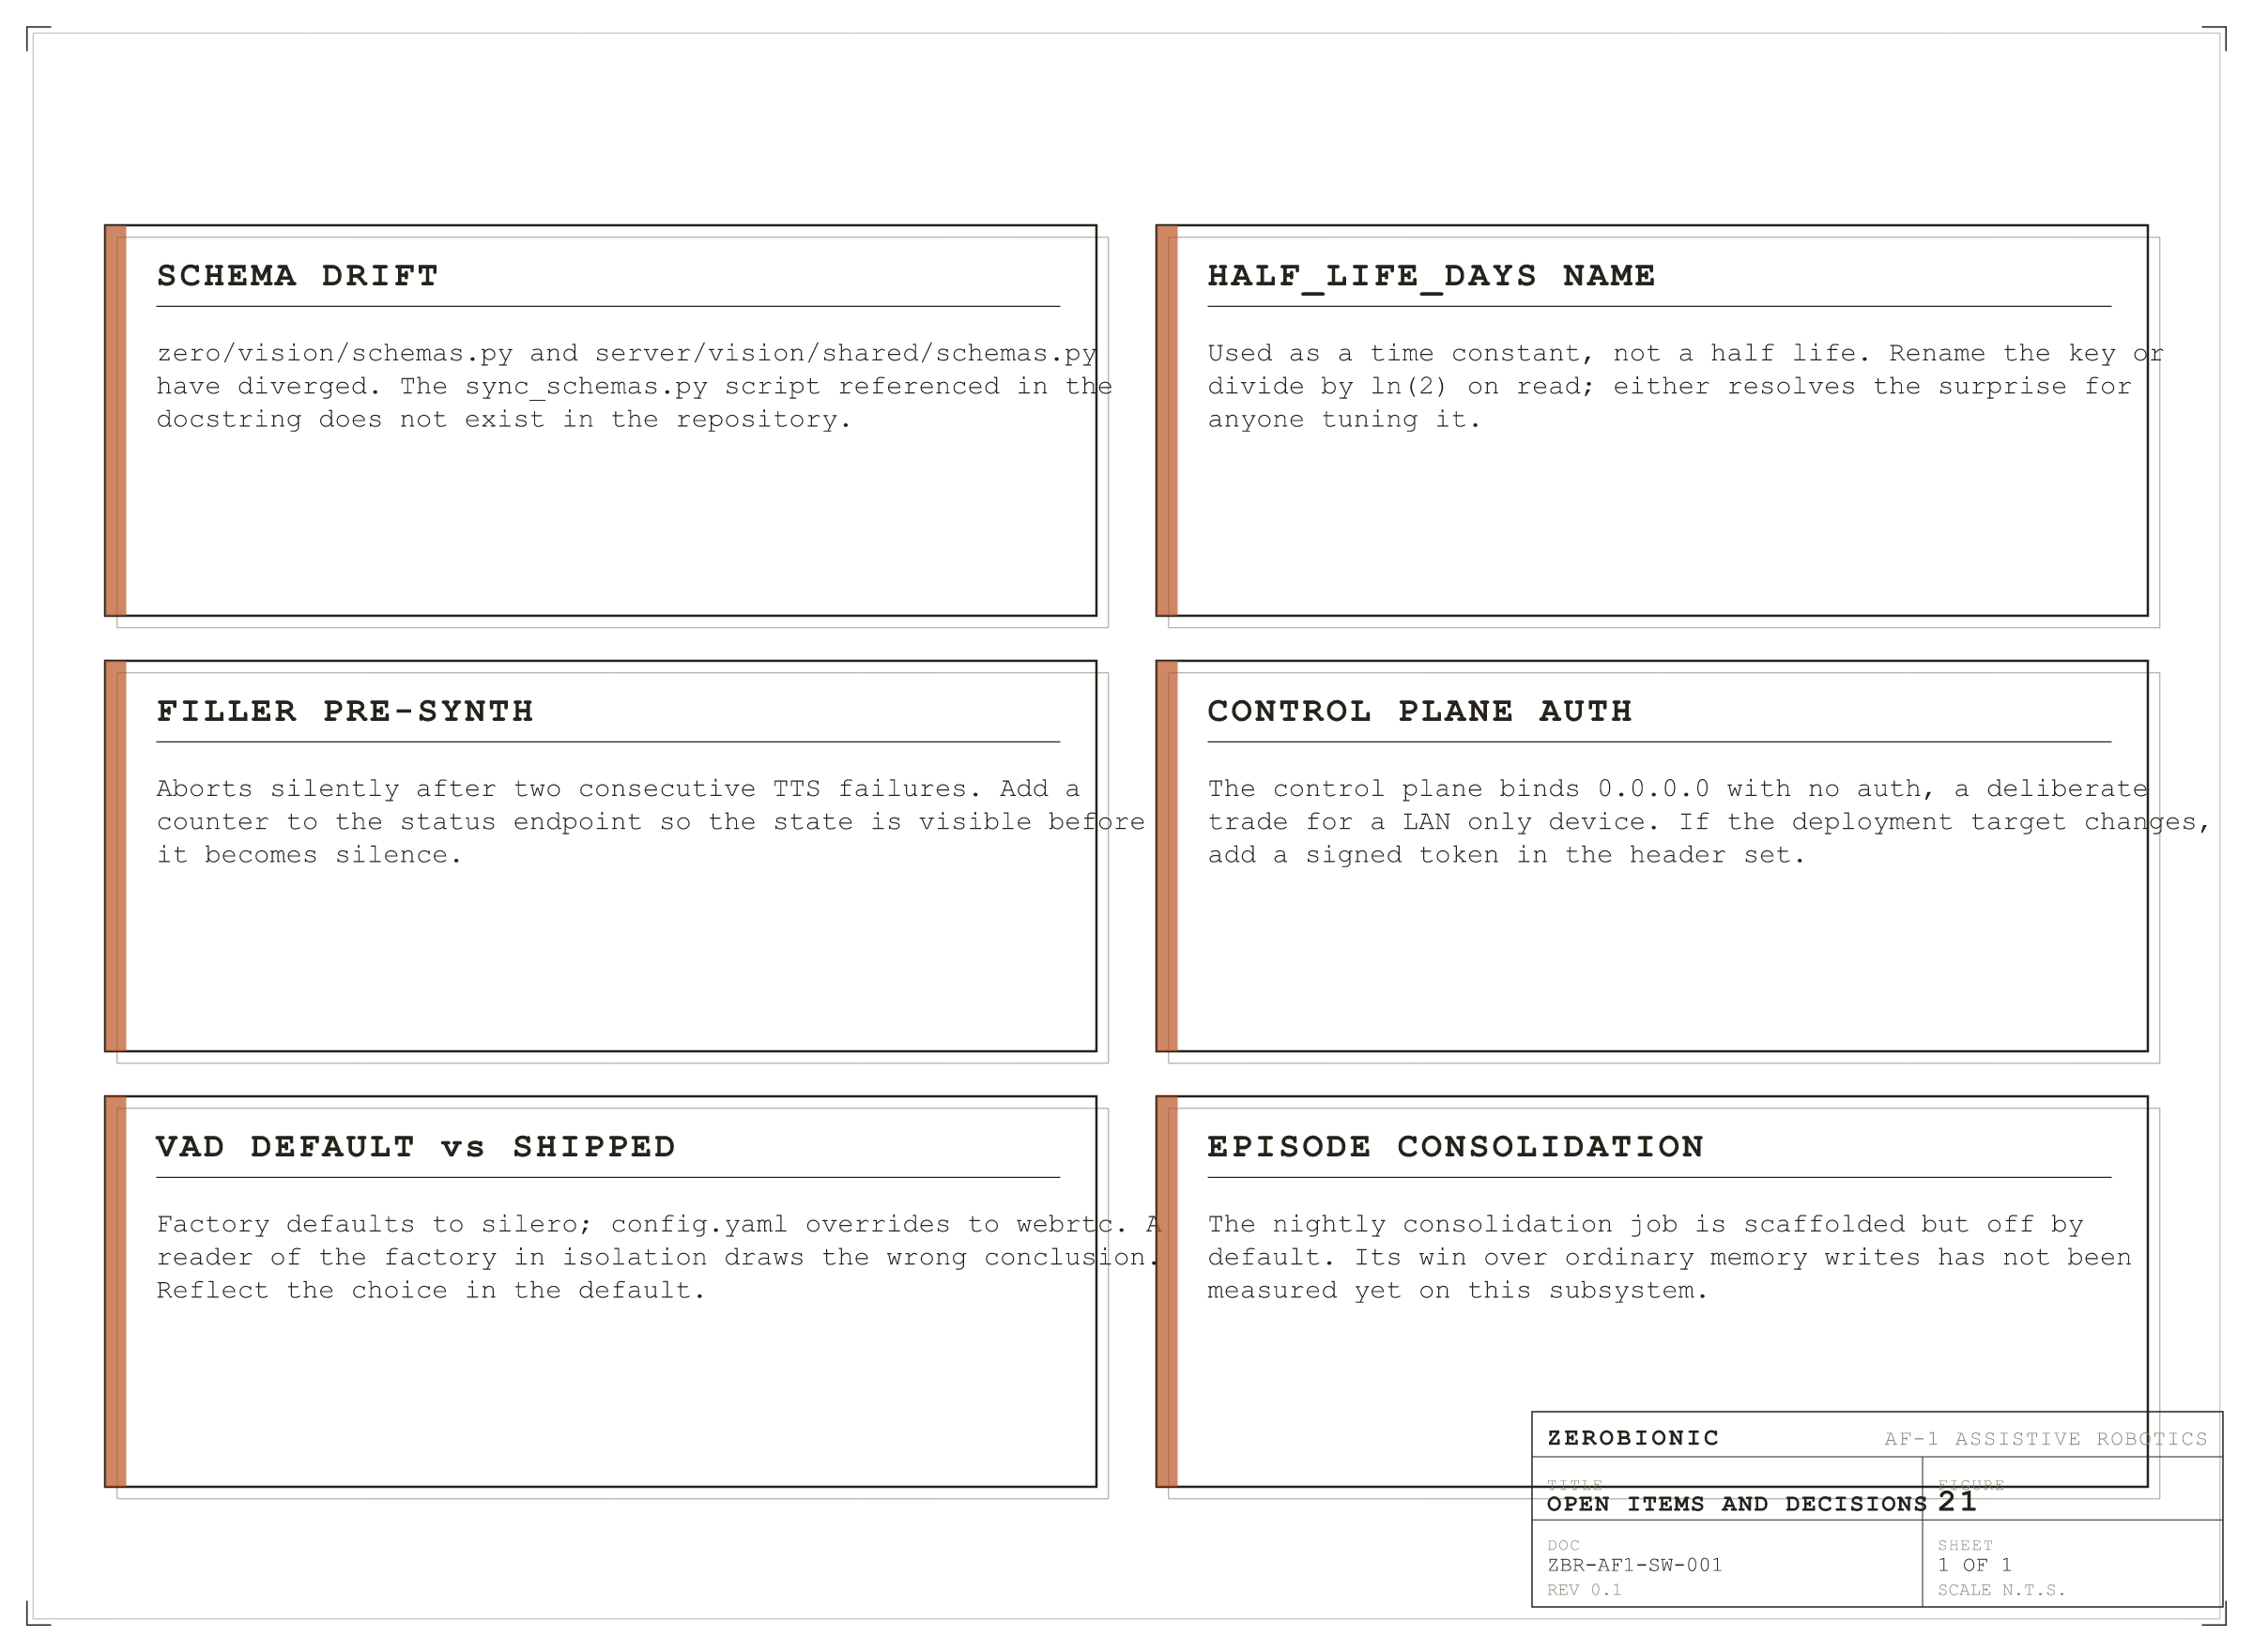 SCHEMA DRIFT
zero/vision/schemas.py and server/vision/shared/schemas.py
have diverged. The sync_schemas.py script referenced in the
docstring does not exist in the repository.
HALF_LIFE_DAYS NAME
Used as a time constant, not a half life. Rename the key or
divide by ln(2) on read; either resolves the surprise for
anyone tuning it.
FILLER PRE-SYNTH
Aborts silently after two consecutive TTS failures. Add a
counter to the status endpoint so the state is visible before
it becomes silence.
CONTROL PLANE AUTH
The control plane binds 0.0.0.0 with no auth, a deliberate
trade for a LAN only device. If the deployment target changes,
add a signed token in the header set.
VAD DEFAULT vs SHIPPED
Factory defaults to silero; config.yaml overrides to webrtc. A
reader of the factory in isolation draws the wrong conclusion.
Reflect the choice in the default.
EPISODE CONSOLIDATION
The nightly consolidation job is scaffolded but off by
default. Its win over ordinary memory writes has not been
measured yet on this subsystem.
ZEROBIONIC
AF-1 ASSISTIVE ROBOTICS
TITLE
OPEN ITEMS AND DECISIONS
FIGURE
21
DOC
ZBR-AF1-SW-001
REV 0.1
SHEET
1 OF 1
SCALE N.T.S.